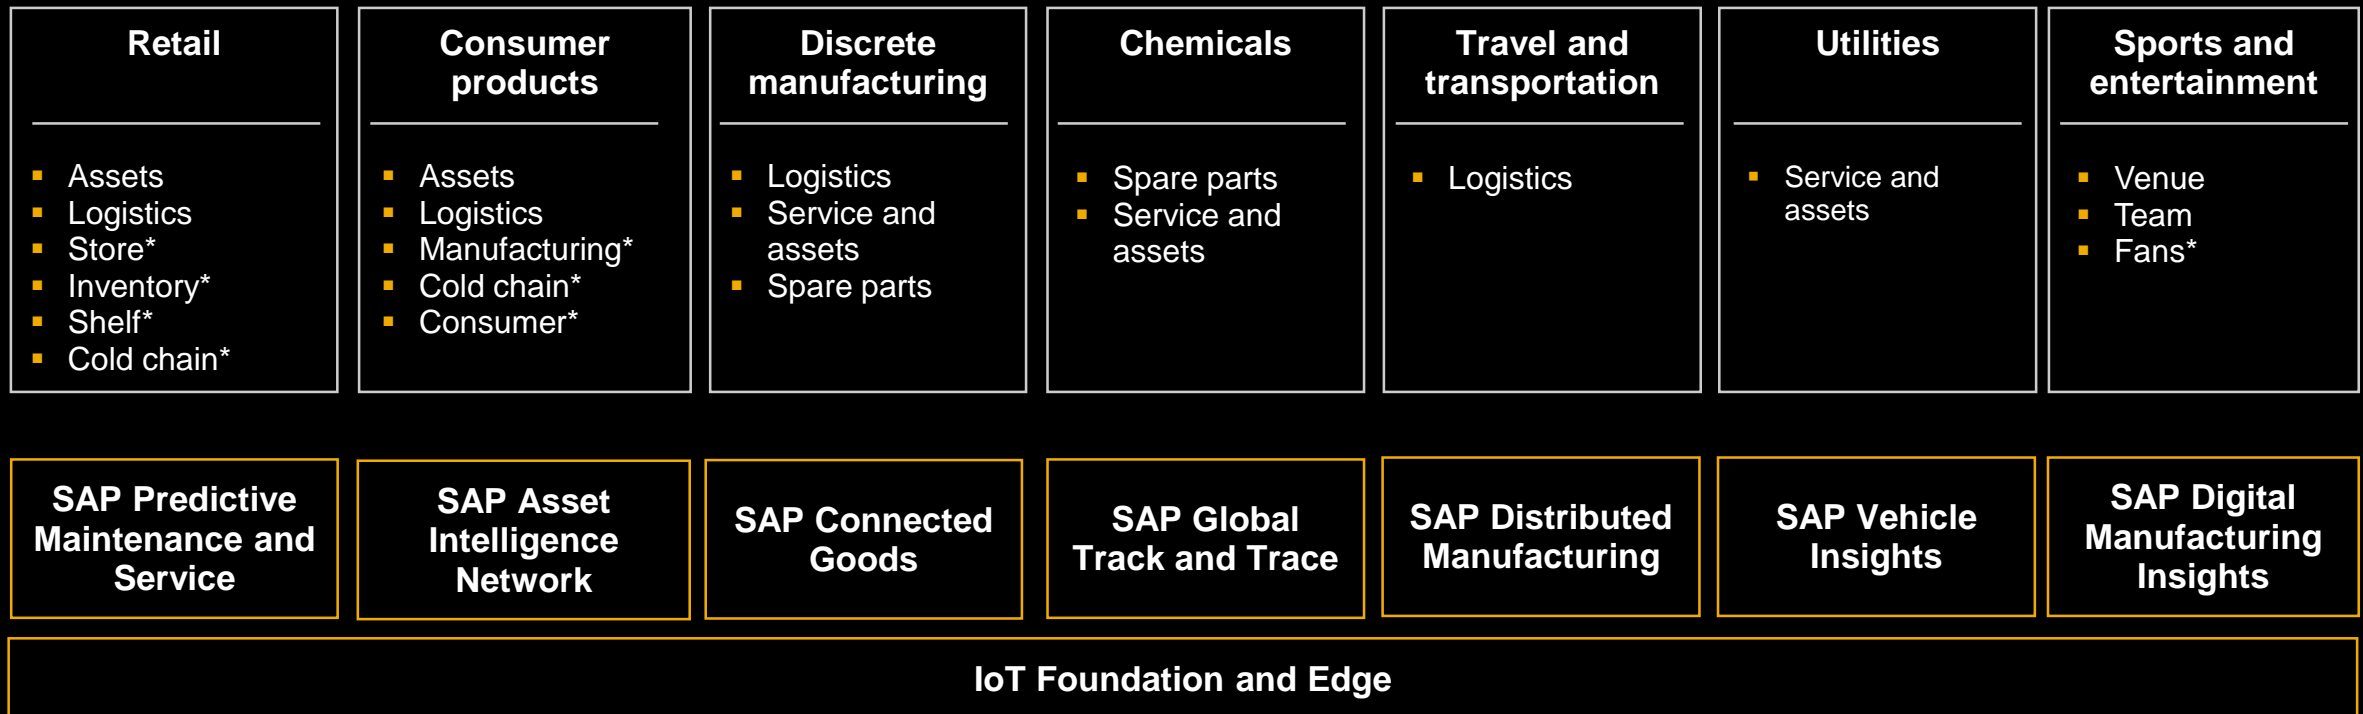 Retail
Assets
Logistics
Store*
Inventory*
Shelf*
Cold chain*
Consumer
products
Assets
Logistics
Manufacturing*
Cold chain*
Consumer*
Discrete
manufacturing
Logistics
Service and
assets
Spare parts
Chemicals
Spare parts
Service and
assets
Travel and
transportation
Logistics
Utilities
Service and
assets
Sports and
entertainment
Venue
Team
Fans*
SAP Predictive
Maintenance and
Service
SAP Asset
Intelligence
Network
SAP Connected
Goods
SAP Global
Track and Trace
SAP Distributed
Manufacturing
SAP Vehicle
Insights
SAP Digital
Manufacturing
Insights
IoT Foundation and Edge